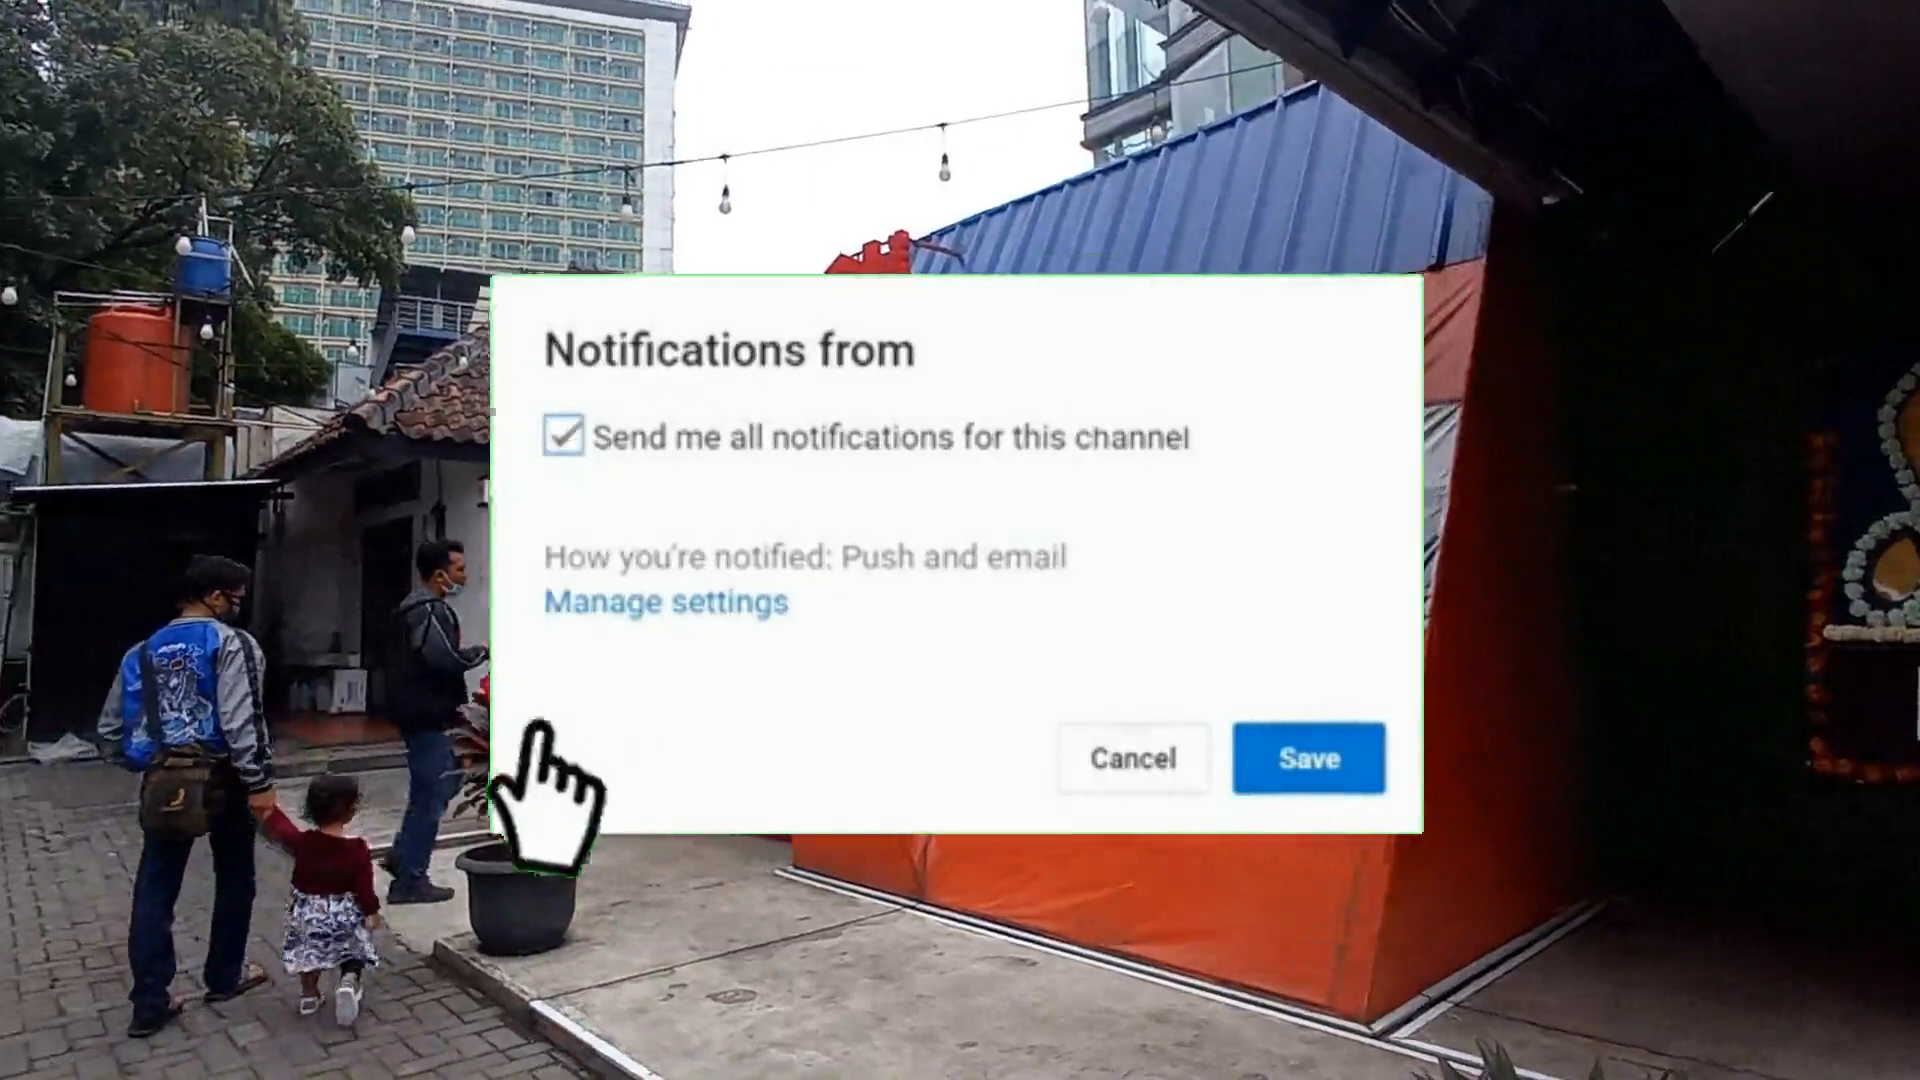 Notifications from
Send me all notifications for this channel
How you're notified: Push and email
Manage settings
Cancel
Save